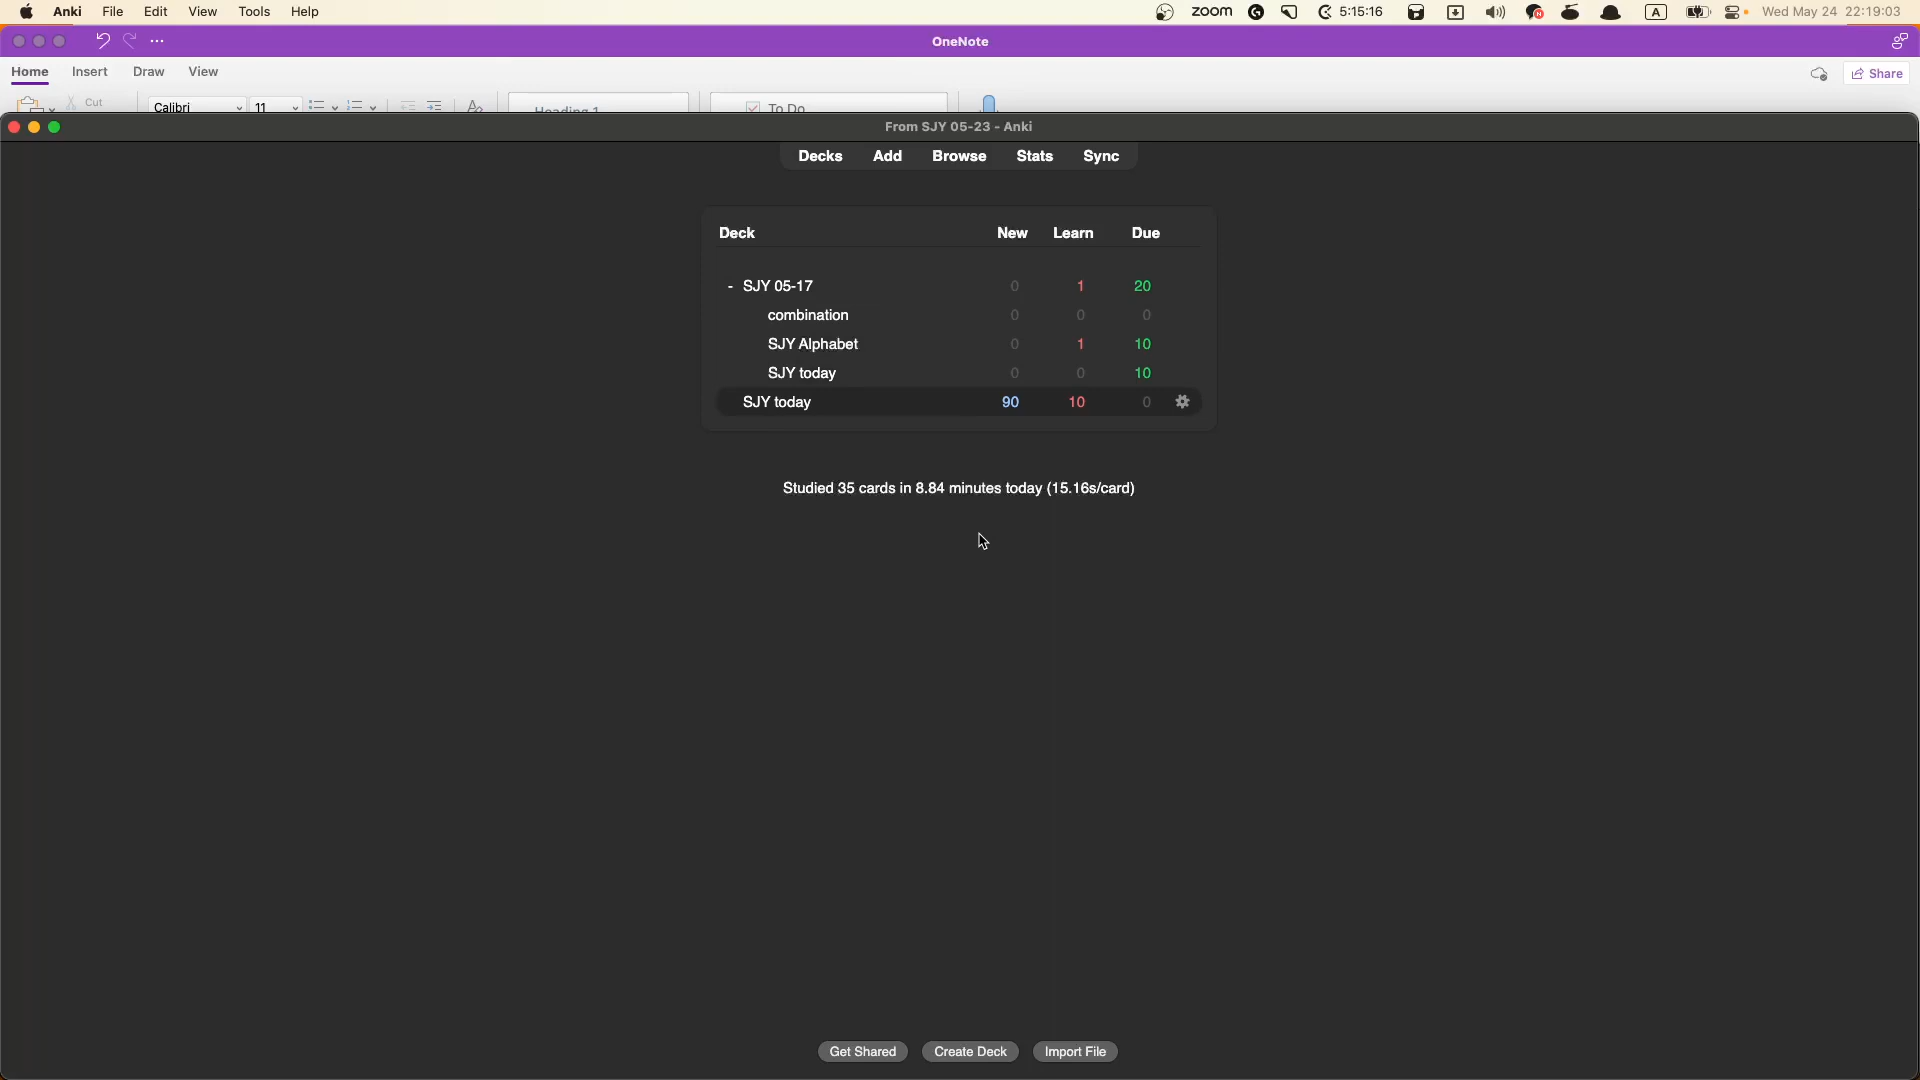 Anki File Edit View Tools Help zoom 5:15:16 A Wed May 24 22:19:03
OneNote
Home Insert Draw View Share
Cut Calibri 11 Heading 1 To Do
From SJY 05-23 - Anki
Decks Add Browse Stats Sync
Deck New Learn Due
- SJY 05-17 0 1 20
combination 0 0 0
SJY Alphabet 0 1 10
SJY today 0 0 10
SJY today 90 10 0
Studied 35 cards in 8.84 minutes today (15.16s/card)
Get Shared Create Deck Import File